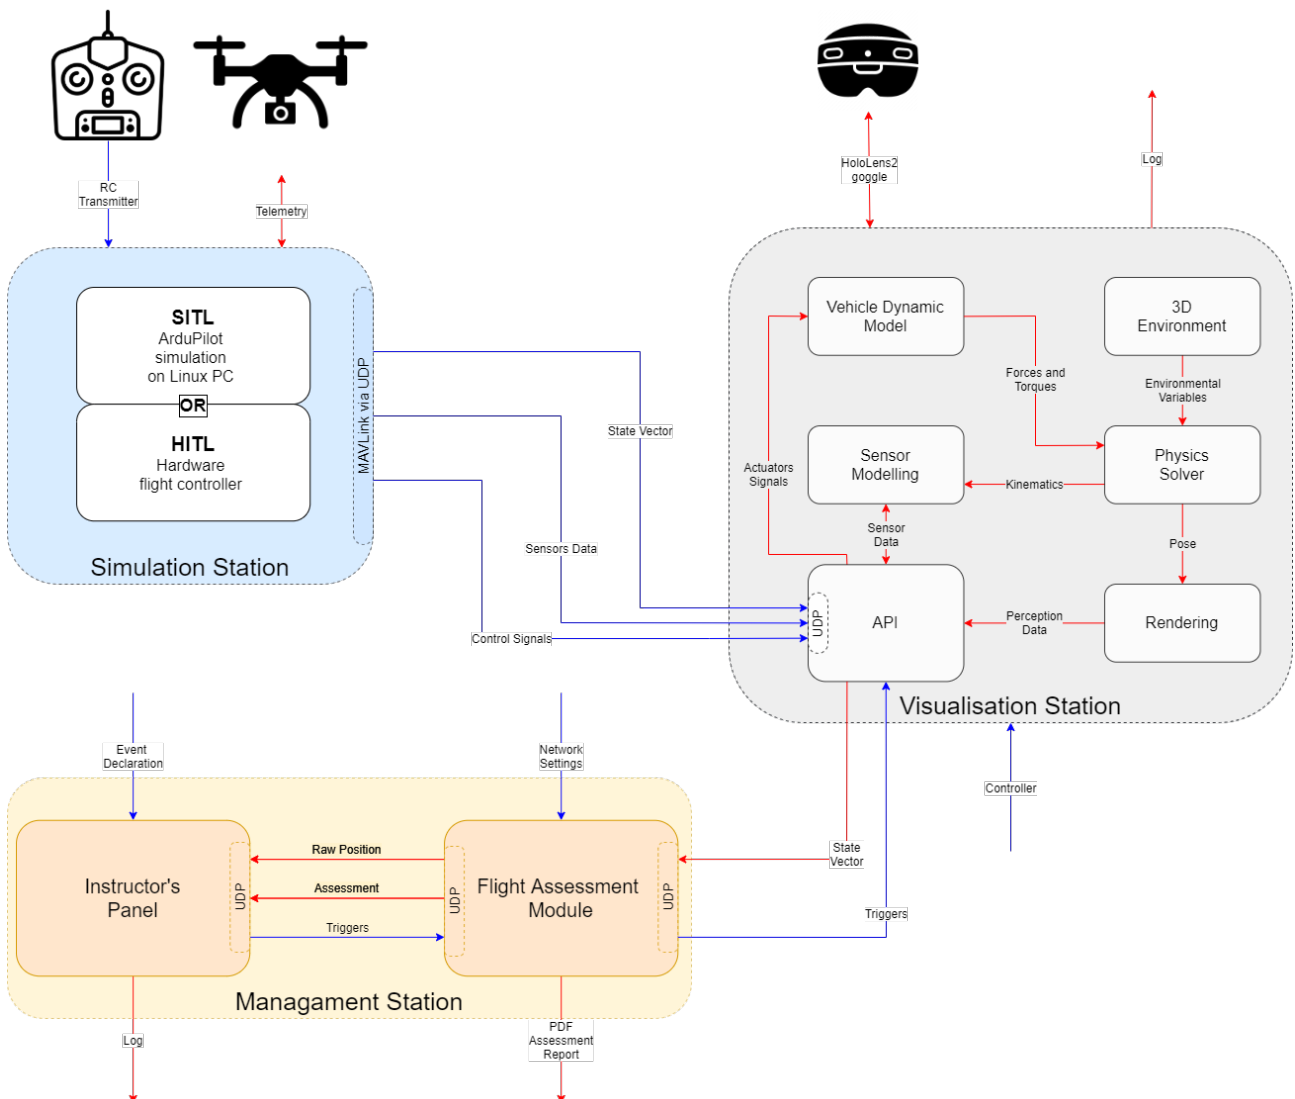 RC
Transmitter
Telemetry
HoloLens2
goggle
Log
SITL
ArduPilot
simulation
on Linux PC
OR
HITL
Hardware
flight controller
MAVLink via UDP
Simulation Station
State Vector
Sensors Data
Control Signals
Vehicle Dynamic
Model
3D
Environment
Forces and
Torques
Environmental
Variables
Actuators
Signals
Sensor
Modelling
Kinematics
Physics
Solver
Sensor
Data
Pose
UDP
API
Perception
Data
Rendering
Visualisation Station
Event
Declaration
Network
Settings
Controller
Instructor's
Panel
UDP
Raw Position
Assessment
Triggers
UDP
Flight Assessment
Module
UDP
State
Vector
Triggers
Managament Station
Log
PDF
Assessment
Report